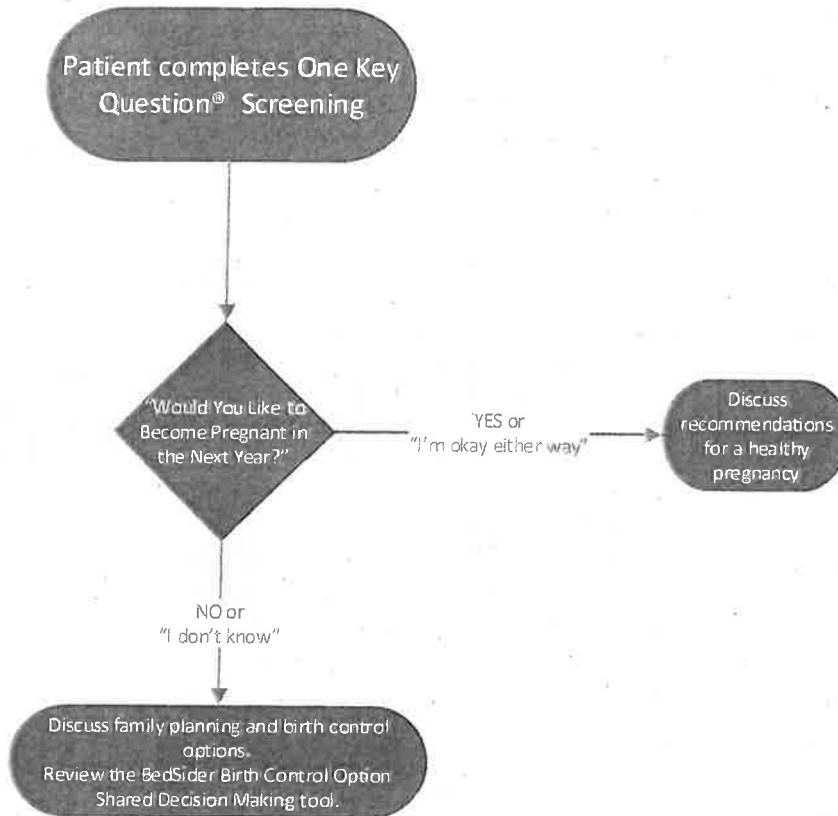 Patient completes One Key
Question® Screening
"Would You Like to
Become Pregnant in
the Next Year?"
YES or
"I'm okay either way"
Discuss
recommendations
for a healthy
pregnancy
NO or
"I don't know"
Discuss family planning and birth control
options.
Review the BedSider Birth Control Option
Shared Decision Making tool.